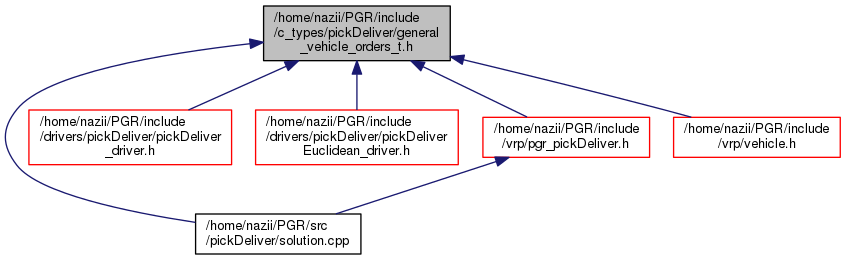 /home/nazii/PGR/include
/c_types/pickDeliver/general
_vehicle_orders_t.h
/home/nazii/PGR/include
/drivers/pickDeliver/pickDeliver
_driver.h
/home/nazii/PGR/include
/drivers/pickDeliver/pickDeliver
Euclidean_driver.h
/home/nazii/PGR/include
/vrp/pgr_pickDeliver.h
/home/nazii/PGR/include
/vrp/vehicle.h
/home/nazii/PGR/src
/pickDeliver/solution.cpp